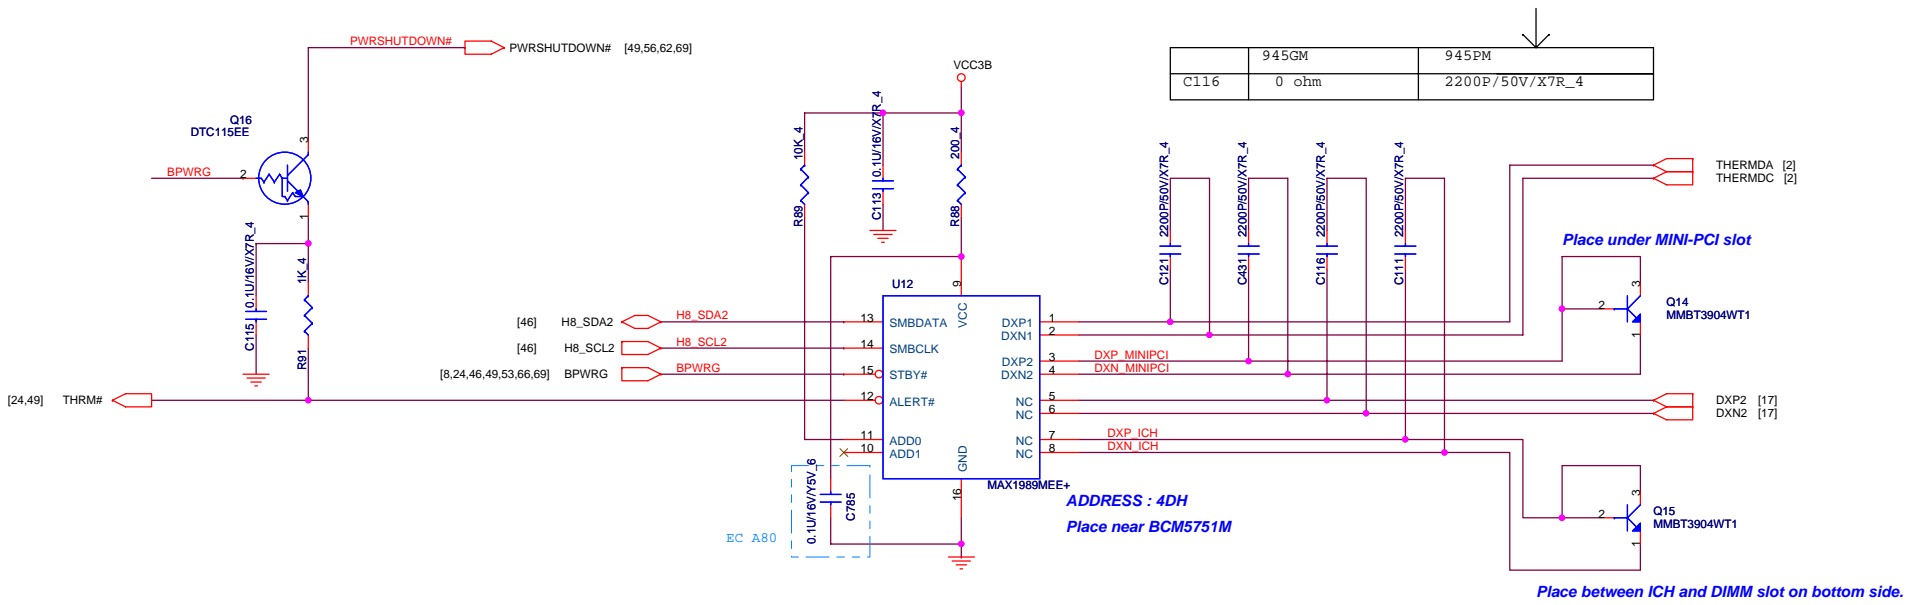 PWRSHUTDOWN# PWRSHUTDOWN# [49,56,62,69]
945GM 945PM
C116 0 ohm 2200P/50V/X7R_4
VCC3B
Q16
DTC115EE
3
BPWRG 2
1
0.1U/16V/X7R_4
C115
1K_4
R91
10K_4
R89
0.1U/16V/X7R_4
C113
200_4
R88
2200P/50V/X7R_4
C121
2200P/50V/X7R_4
C431
2200P/50V/X7R_4
C116
2200P/50V/X7R_4
C111
THERMDA [2]
THERMDC [2]
Place under MINI-PCI slot
U12
9
VCC
[46] H8_SDA2 H8_SDA2 13 SMBDATA
[46] H8_SCL2 H8_SCL2 14 SMBCLK
[8,24,46,49,53,66,69] BPWRG BPWRG 15 STBY#
[24,49] THRM# 12 ALERT#
11 ADD0
10 ADD1
GND
16
DXP1 1
DXN1 2
DXP2 3 DXP_MINIPCI
DXN2 4 DXN_MINIPCI
NC 5
NC 6
NC 7 DXP_ICH
NC 8 DXN_ICH
MAX1989MEE+
3
2
1
Q14
MMBT3904WT1
DXP2 [17]
DXN2 [17]
0.1U/16V/Y5V_6
C785
EC A80
ADDRESS : 4DH
Place near BCM5751M
3
2
1
Q15
MMBT3904WT1
Place between ICH and DIMM slot on bottom side.